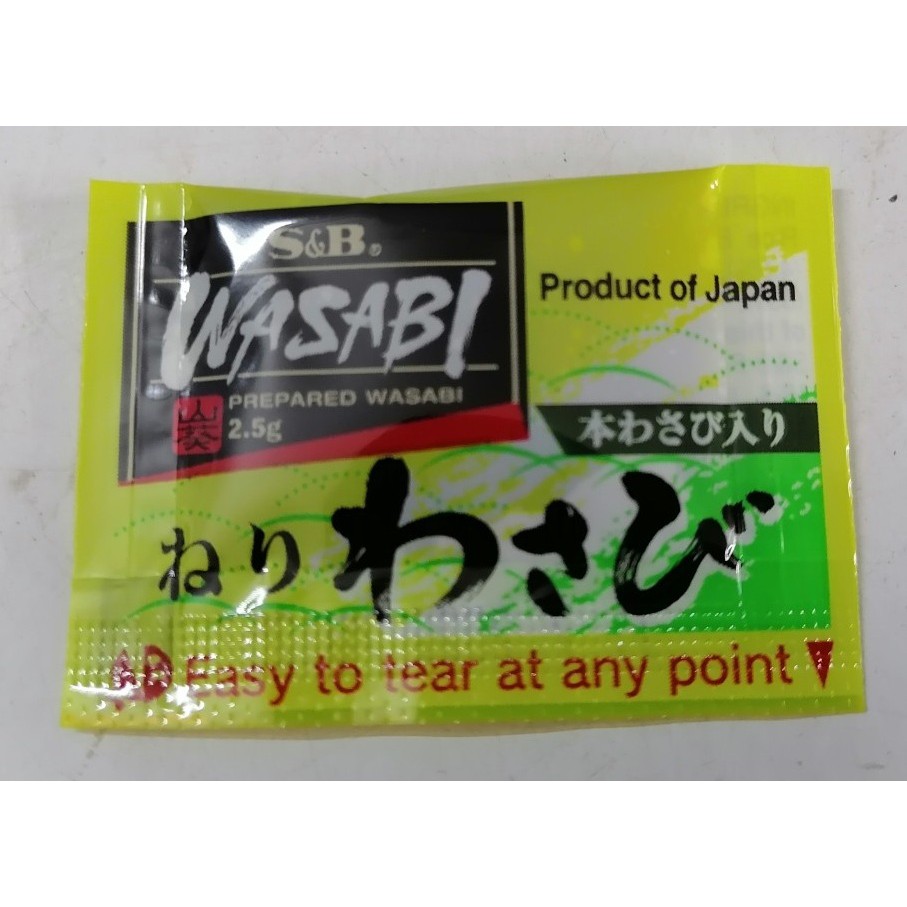 S&B®
WASABI
山葵
PREPARED WASABI
2.5g
Product of Japan
本わさび入り
ねりわさび
Easy to tear at any point